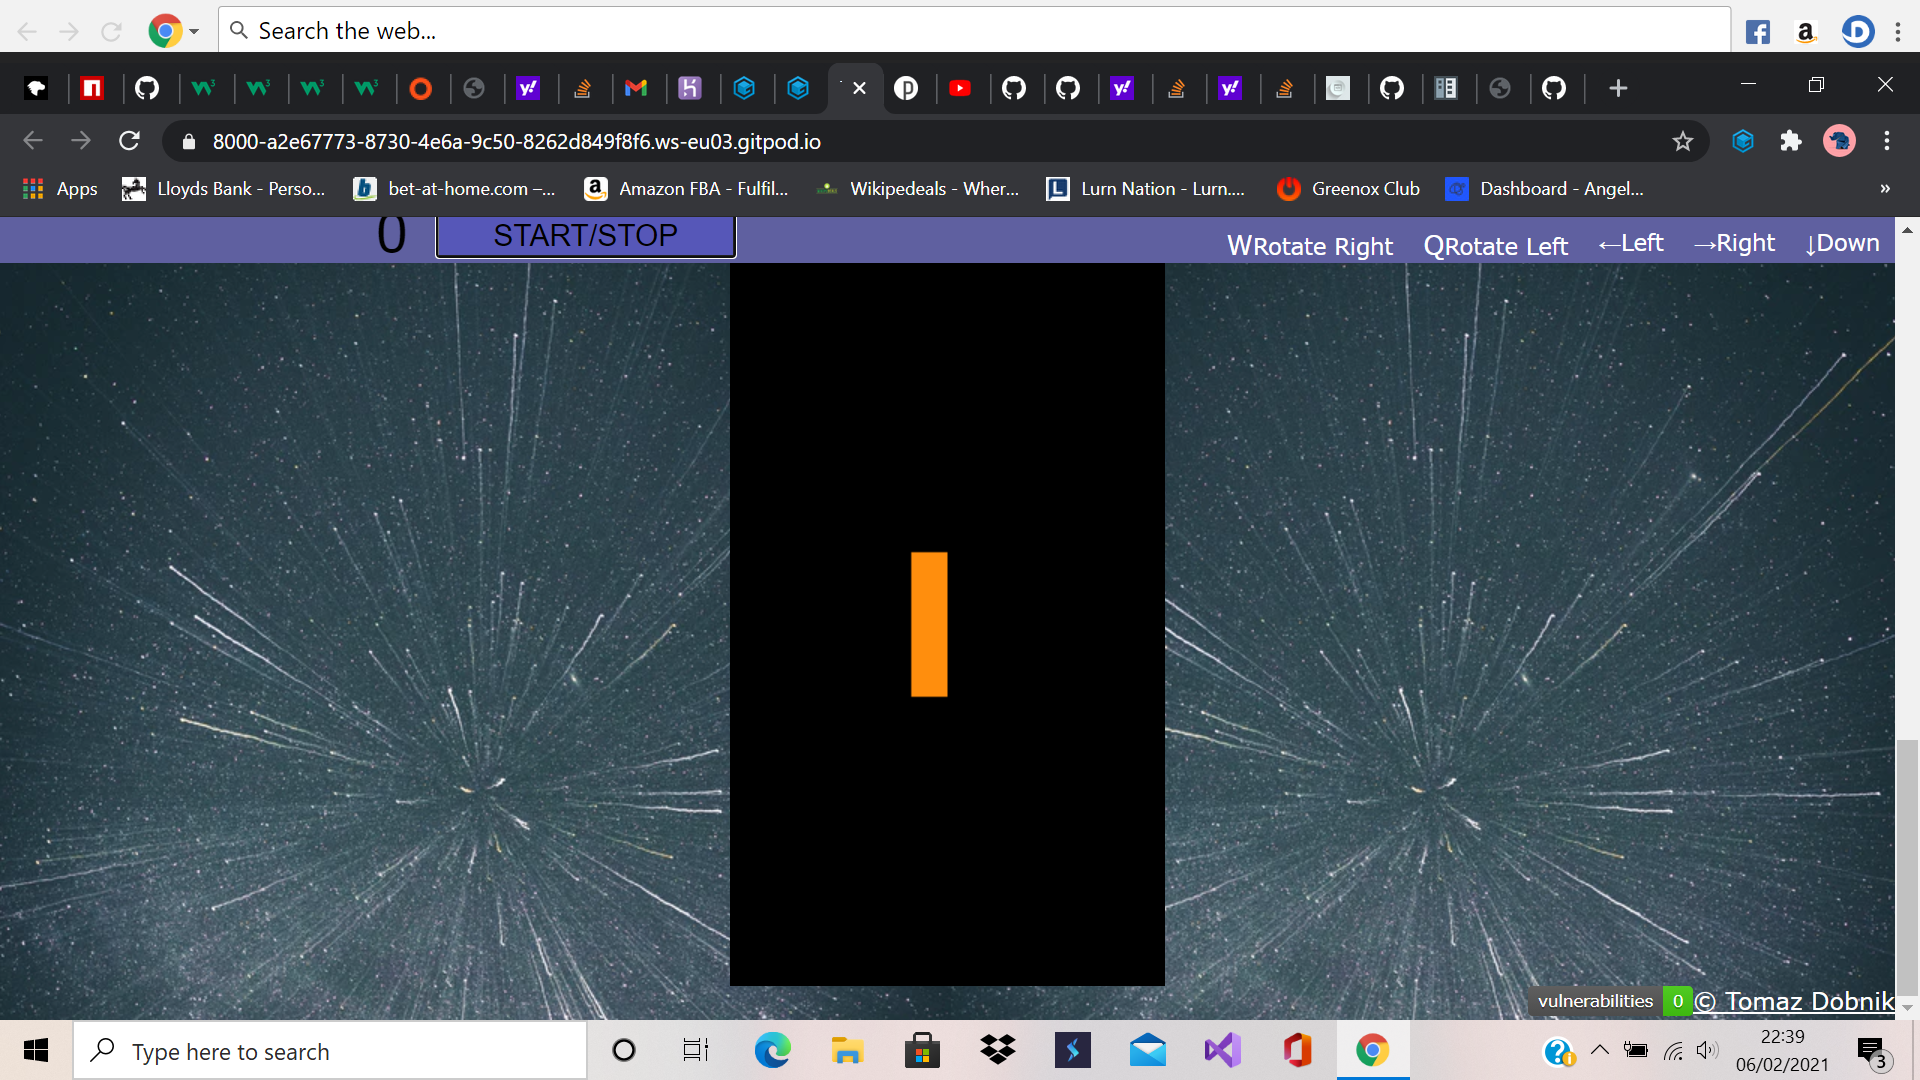 Search the web...
8000-a2e67773-8730-4e6a-9c50-8262d849f8f6.ws-eu03.gitpod.io
Apps
Lloyds Bank - Perso...
bet-at-home.com –...
Amazon FBA - Fulfil...
Wikipedeals - Wher...
Lurn Nation - Lurn....
Greenox Club
Dashboard - Angel...
»
0
START/STOP
WRotate Right
QRotate Left
←Left
→Right
↓Down
vulnerabilities 0
© Tomaz Dobnik
Type here to search
22:39
06/02/2021
3